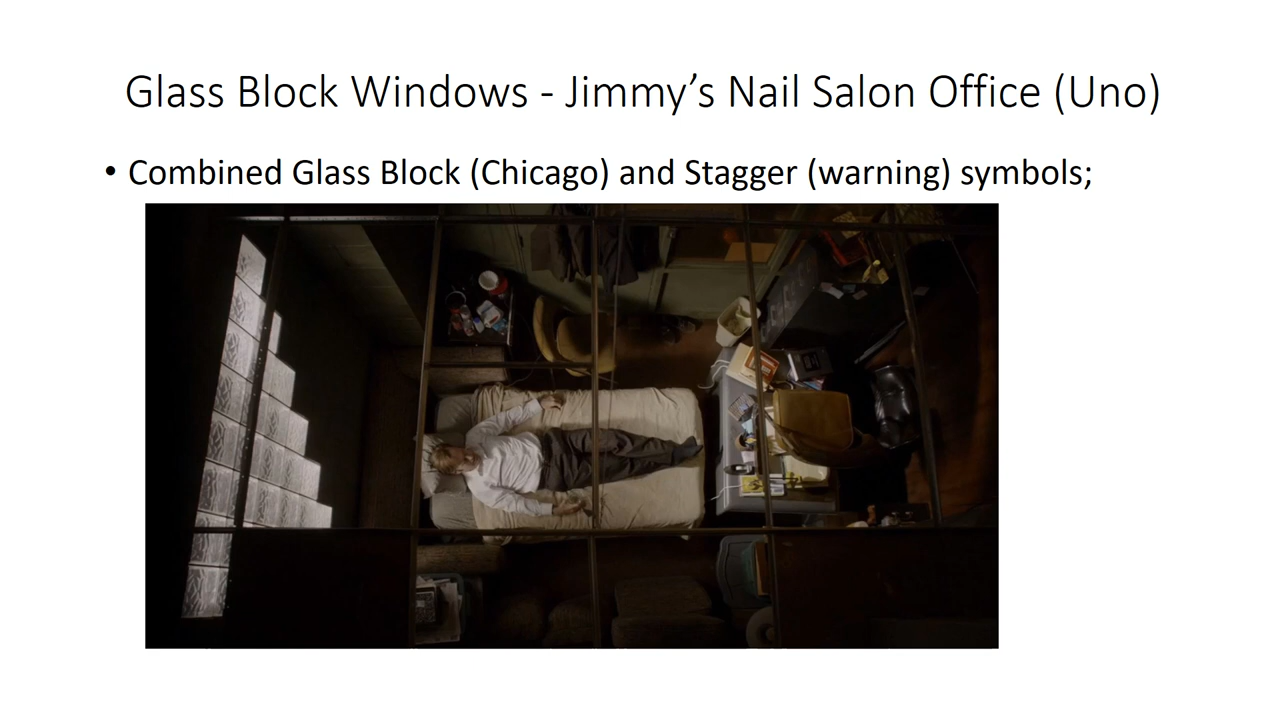 Glass Block Windows - Jimmy’s Nail Salon Office (Uno)
• Combined Glass Block (Chicago) and Stagger (warning) symbols;